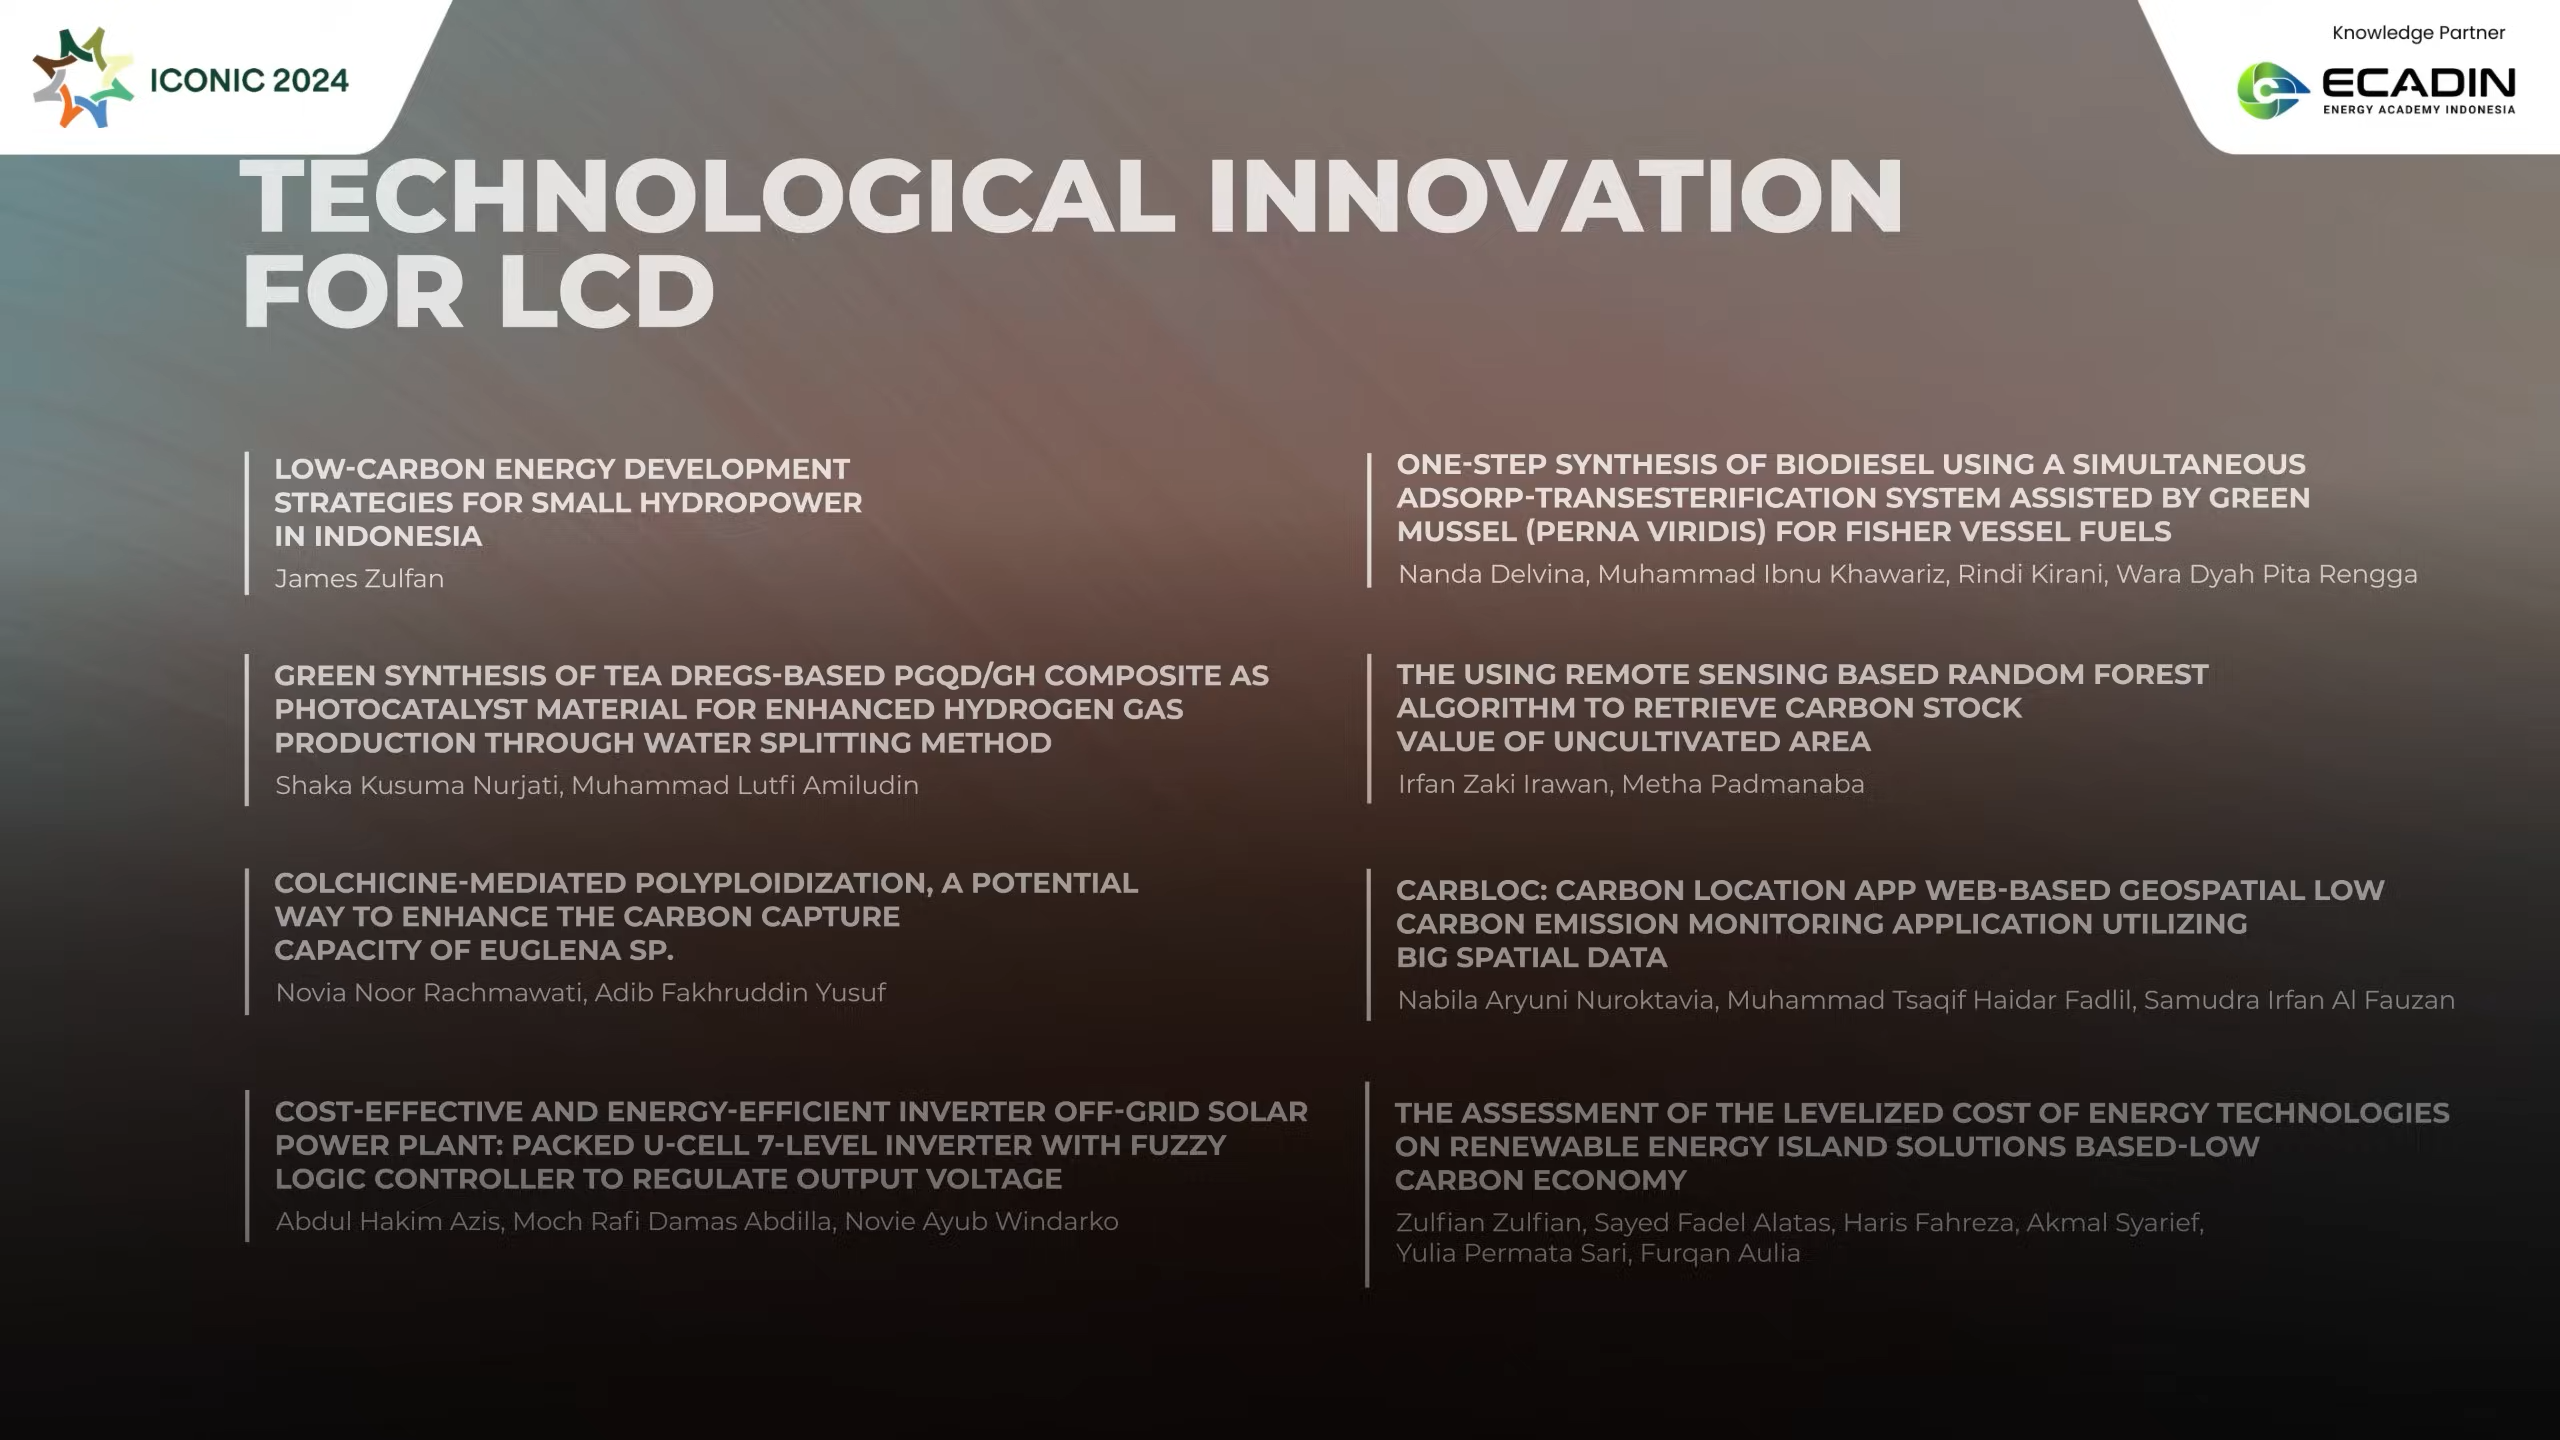 ICONIC 2024
Knowledge Partner
ECADIN
ENERGY ACADEMY INDONESIA
TECHNOLOGICAL INNOVATION
FOR LCD
LOW-CARBON ENERGY DEVELOPMENT
STRATEGIES FOR SMALL HYDROPOWER
IN INDONESIA
James Zulfan
GREEN SYNTHESIS OF TEA DREGS-BASED PGQD/GH COMPOSITE AS
PHOTOCATALYST MATERIAL FOR ENHANCED HYDROGEN GAS
PRODUCTION THROUGH WATER SPLITTING METHOD
Shaka Kusuma Nurjati, Muhammad Lutfi Amiludin
COLCHICINE-MEDIATED POLYPLOIDIZATION, A POTENTIAL
WAY TO ENHANCE THE CARBON CAPTURE
CAPACITY OF EUGLENA SP.
Novia Noor Rachmawati, Adib Fakhruddin Yusuf
COST-EFFECTIVE AND ENERGY-EFFICIENT INVERTER OFF-GRID SOLAR
POWER PLANT: PACKED U-CELL 7-LEVEL INVERTER WITH FUZZY
LOGIC CONTROLLER TO REGULATE OUTPUT VOLTAGE
Abdul Hakim Azis, Moch Rafi Damas Abdilla, Novie Ayub Windarko
ONE-STEP SYNTHESIS OF BIODIESEL USING A SIMULTANEOUS
ADSORP-TRANSESTERIFICATION SYSTEM ASSISTED BY GREEN
MUSSEL (PERNA VIRIDIS) FOR FISHER VESSEL FUELS
Nanda Delvina, Muhammad Ibnu Khawariz, Rindi Kirani, Wara Dyah Pita Rengga
THE USING REMOTE SENSING BASED RANDOM FOREST
ALGORITHM TO RETRIEVE CARBON STOCK
VALUE OF UNCULTIVATED AREA
Irfan Zaki Irawan, Metha Padmanaba
CARBLOC: CARBON LOCATION APP WEB-BASED GEOSPATIAL LOW
CARBON EMISSION MONITORING APPLICATION UTILIZING
BIG SPATIAL DATA
Nabila Aryuni Nuroktavia, Muhammad Tsaqif Haidar Fadlil, Samudra Irfan Al Fauzan
THE ASSESSMENT OF THE LEVELIZED COST OF ENERGY TECHNOLOGIES
ON RENEWABLE ENERGY ISLAND SOLUTIONS BASED-LOW
CARBON ECONOMY
Zulfian Zulfian, Sayed Fadel Alatas, Haris Fahreza, Akmal Syarief,
Yulia Permata Sari, Furqan Aulia